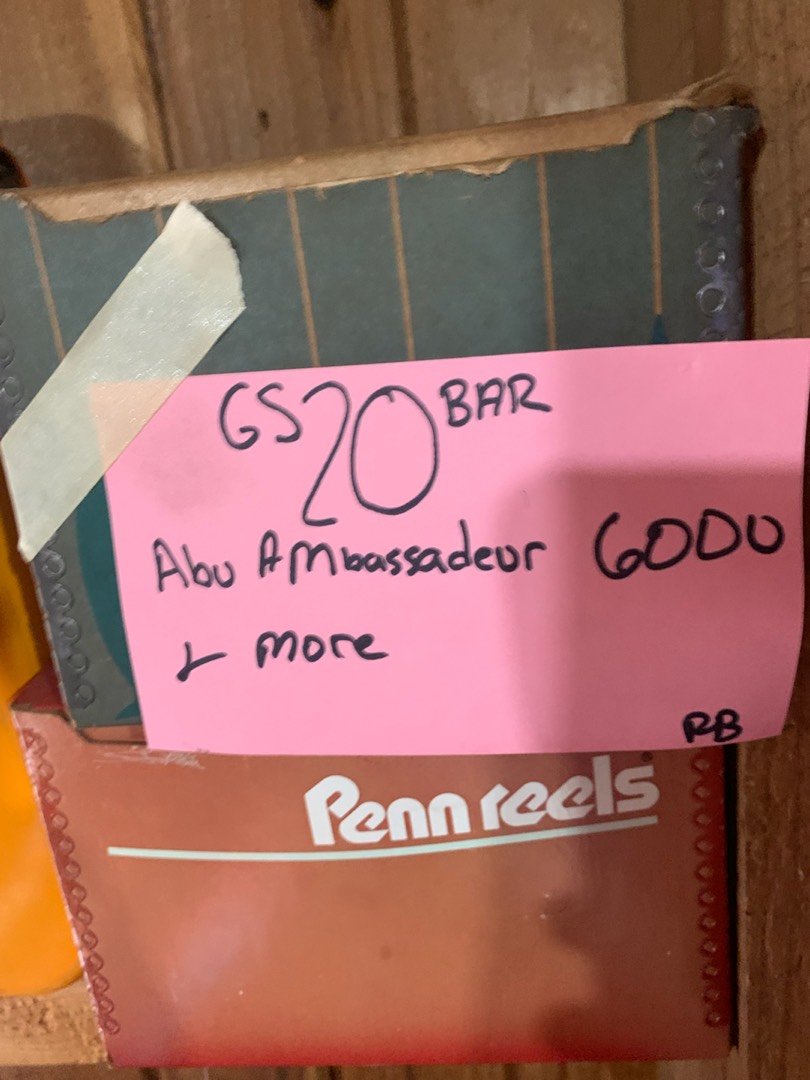 GS 20 BAR
Abu Ambassadeur 6000
+ more
RB
Penn reels®